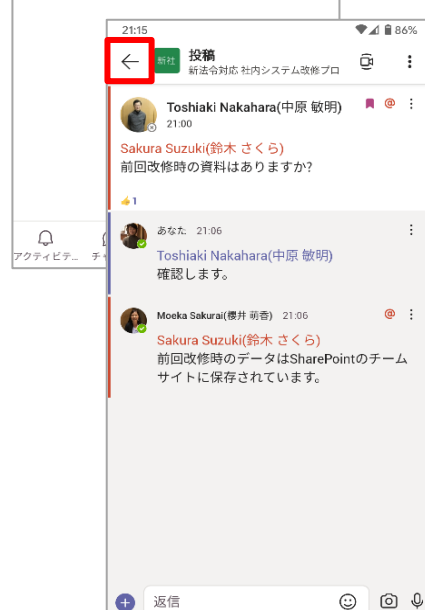 21:15
86%
新社
投稿
新法令対応 社内システム改修プロ
Toshiaki Nakahara(中原 敏明)
21:00
Sakura Suzuki(鈴木 さくら)
前回改修時の資料はありますか?
1
あなた 21:06
Toshiaki Nakahara(中原 敏明)
確認します。
Moeka Sakurai(櫻井 萌香) 21:06
Sakura Suzuki(鈴木 さくら)
前回改修時のデータはSharePointのチーム
サイトに保存されています。
アクティビテ...
チャ
返信